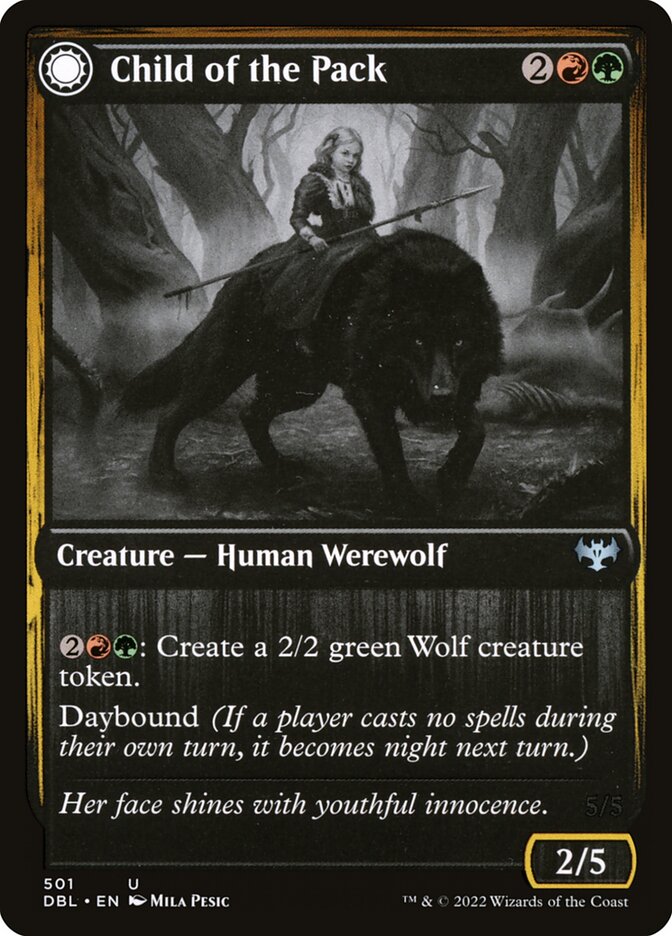 Child of the Pack 2
2: Create a 2/2 green Wolf creature
token.
Daybound (If a player casts no spells during
their own turn, it becomes night next turn.)
Her face shines with youthful innocence.
5/5
Creature — Human Werewolf
2/5
501 U
DBL • EN Mila Pesic
™ & © 2022 Wizards of the Coast